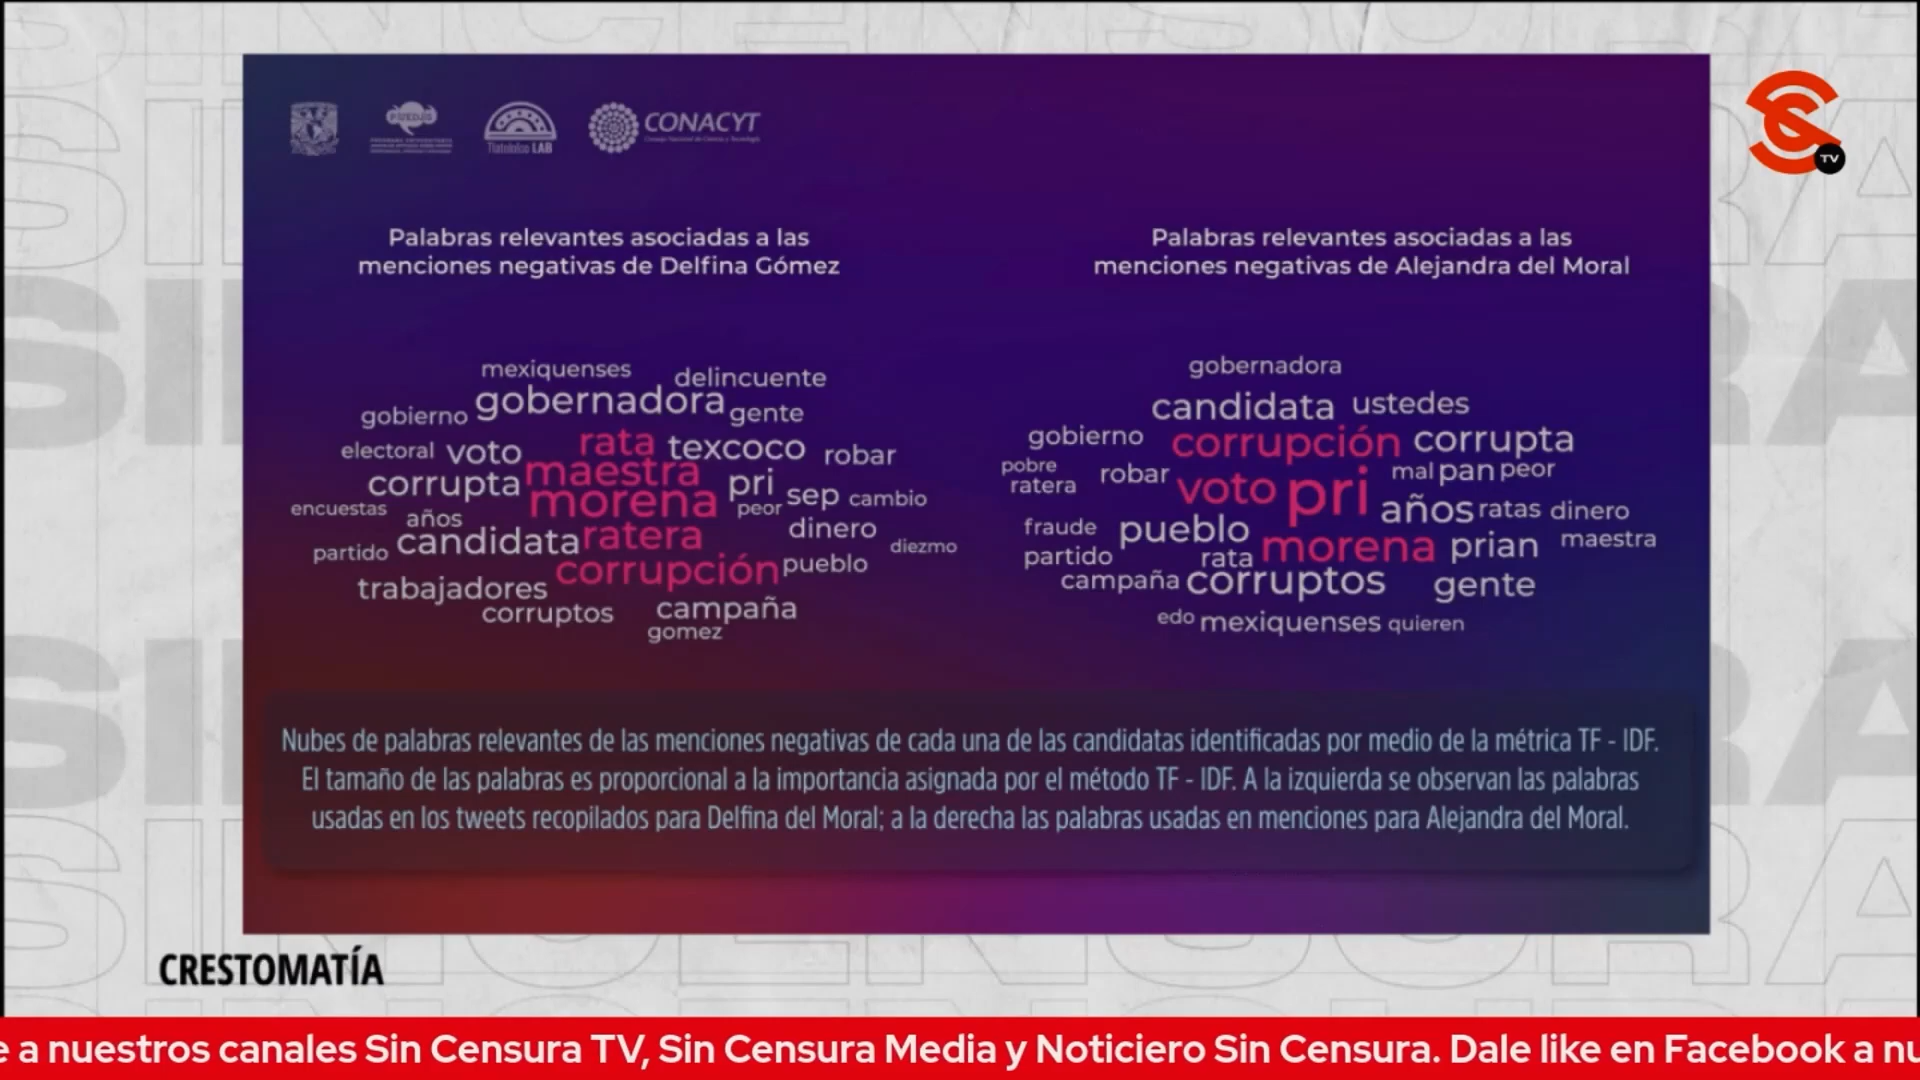 CONACYT
Tlatelolco LAB
TV
Palabras relevantes asociadas a las
menciones negativas de Delfina Gómez
Palabras relevantes asociadas a las
menciones negativas de Alejandra del Moral
mexiquenses delincuente
gobierno gobernadora gente
electoral voto rata texcoco robar
corrupta maestra pri sep cambio
encuestas años morena peor dinero
partido candidata ratera diezmo
corrupción pueblo
trabajadores
corruptos campaña
gomez
gobernadora
candidata ustedes
gobierno corrupción corrupta
pobre robar mal pan peor
ratera voto pri años ratas dinero
fraude pueblo morena prian maestra
partido rata
campaña corruptos gente
edo mexiquenses quieren
Nubes de palabras relevantes de las menciones negativas de cada una de las candidatas identificadas por medio de la métrica TF - IDF.
El tamaño de las palabras es proporcional a la importancia asignada por el método TF - IDF. A la izquierda se observan las palabras
usadas en los tweets recopilados para Delfina del Moral; a la derecha las palabras usadas en menciones para Alejandra del Moral.
CRESTOMATÍA
e a nuestros canales Sin Censura TV, Sin Censura Media y Noticiero Sin Censura. Dale like en Facebook a nu